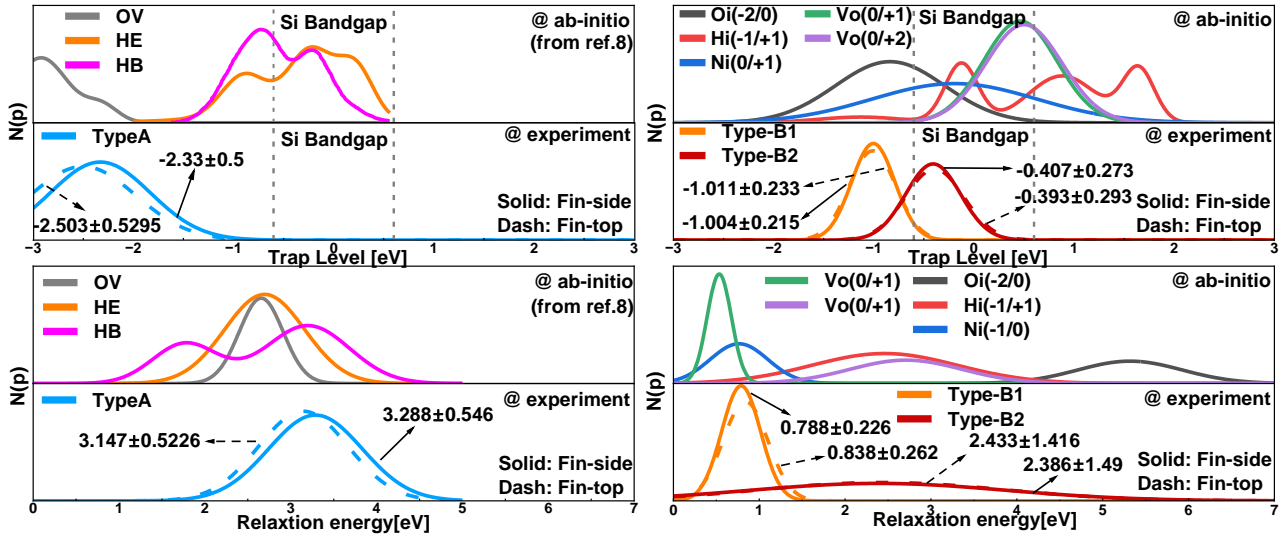 OV
HE
HB
Si Bandgap
@ ab-initio
(from ref.8)
N(p)
TypeA
Si Bandgap
@ experiment
-2.33±0.5
-2.503±0.5295
Solid: Fin-side
Dash: Fin-top
−3 −2 −1 0 1 2 3
Trap Level [eV]
Oi(-2/0)
Hi(-1/+1)
Ni(0/+1)
Vo(0/+1)
Vo(0/+2)
Si Bandgap
@ ab-initio
N(p)
Type-B1
Type-B2
Si Bandgap
@ experiment
-1.011±0.233
-1.004±0.215
-0.407±0.273
-0.393±0.293
Solid: Fin-side
Dash: Fin-top
−3 −2 −1 0 1 2 3
Trap Level [eV]
OV
HE
HB
@ ab-initio
(from ref.8)
N(p)
TypeA
@ experiment
3.147±0.5226
3.288±0.546
Solid: Fin-side
Dash: Fin-top
0 1 2 3 4 5 6 7
Relaxtion energy[eV]
Vo(0/+1)
Vo(0/+1)
Oi(-2/0)
Hi(-1/+1)
Ni(-1/0)
@ ab-initio
N(p)
Type-B1
Type-B2
@ experiment
0.788±0.226
0.838±0.262
2.433±1.416
2.386±1.49
Solid: Fin-side
Dash: Fin-top
0 1 2 3 4 5 6 7
Relaxation energy[eV]